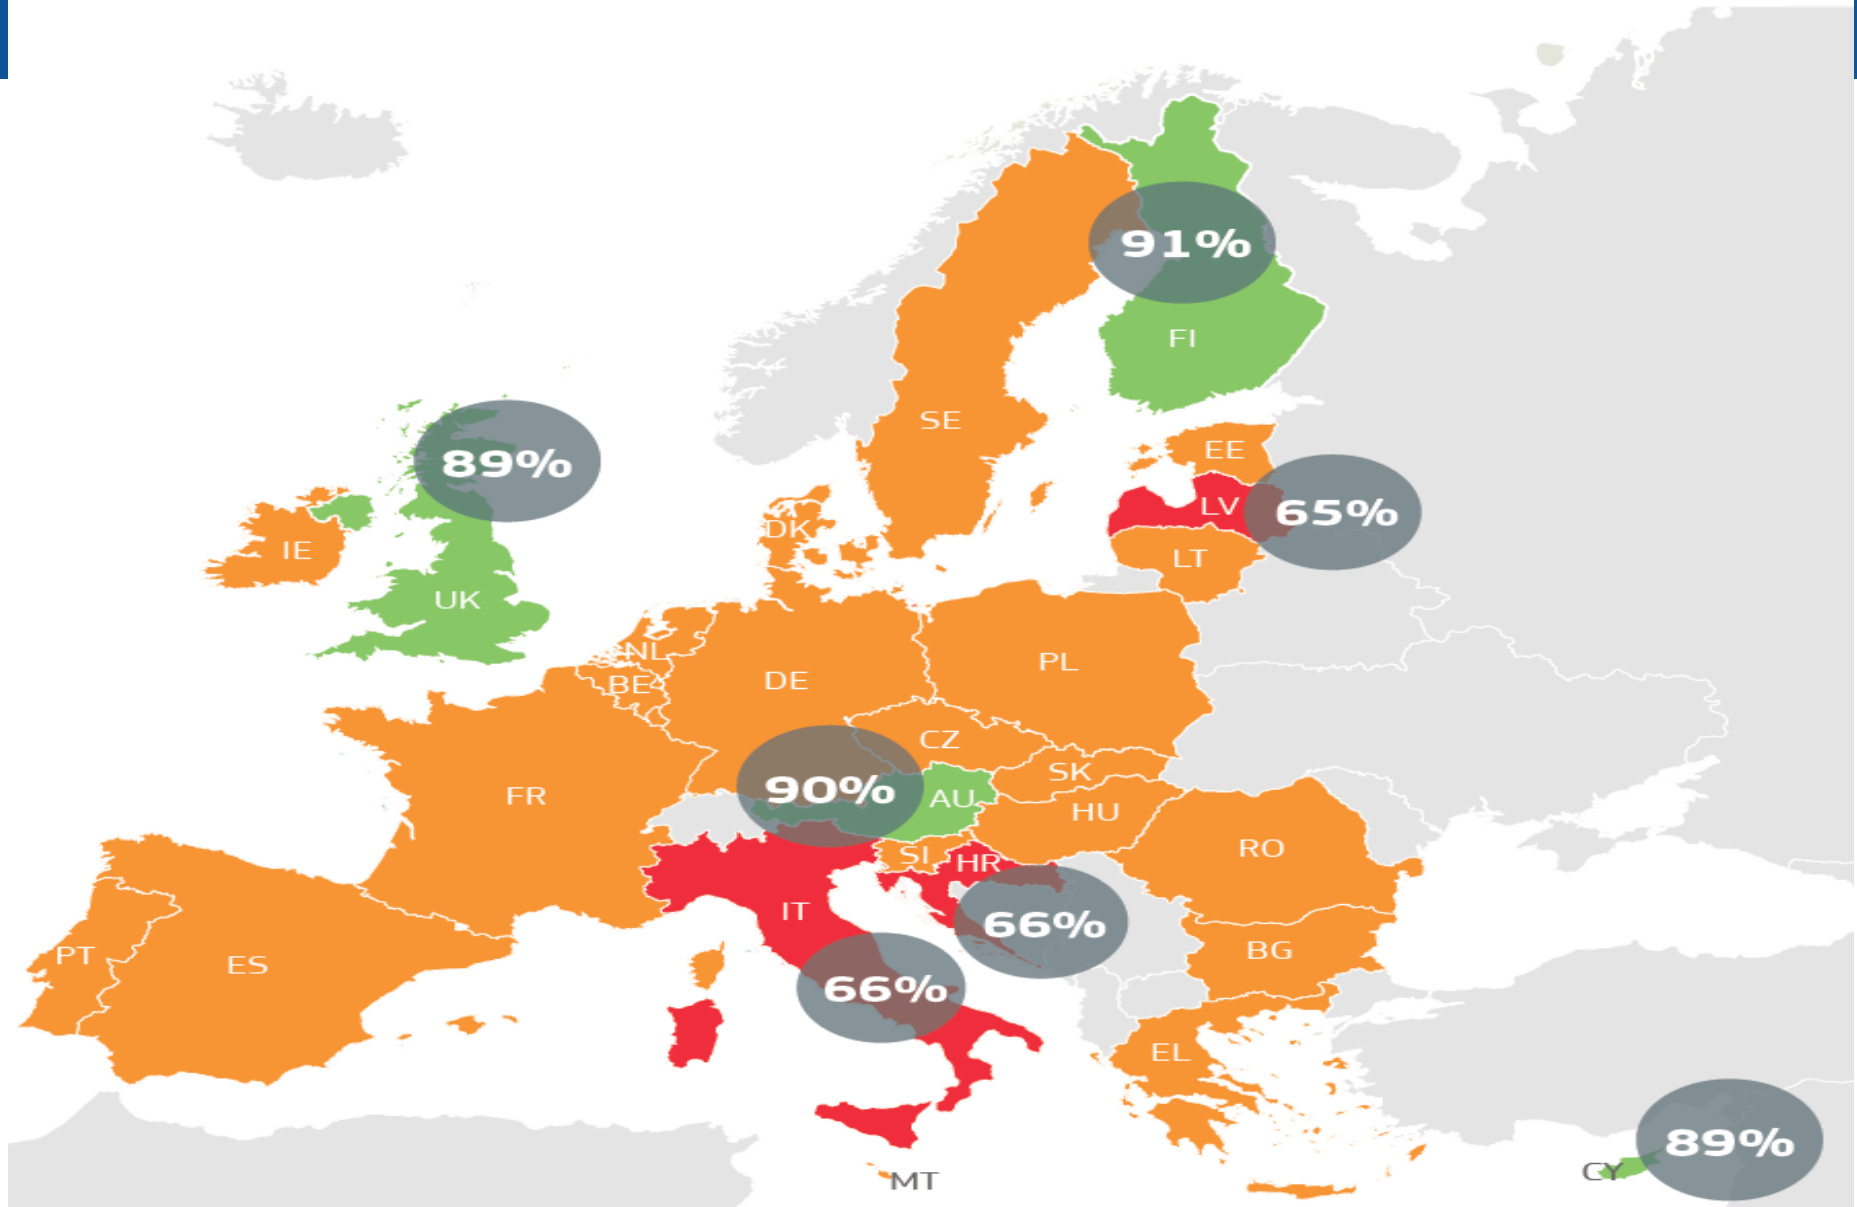 91%
FI
SE
89%
EE
LV
65%
DK
IE
LT
UK
NL
BE
DE
PL
CZ
SK
90%
AU
FR
HU
SI
HR
RO
IT
66%
PT
ES
BG
66%
EL
89%
CY
MT